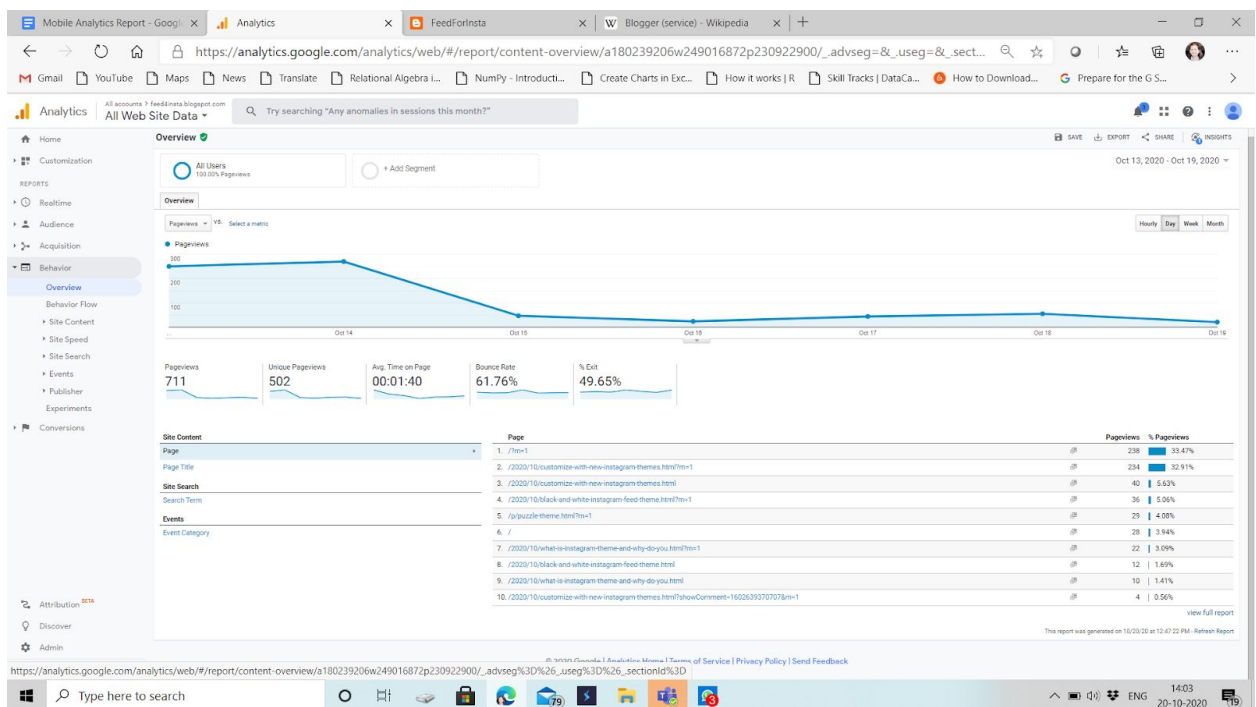 Mobile Analytics Report - Googl
Analytics
FeedForInsta
Blogger (service) - Wikipedia
https://analytics.google.com/analytics/web/#/report/content-overview/a180239206w249016872p230922900/_.advseg=&_.useg=&_.sect...
Gmail YouTube Maps News Translate Relational Algebra i... NumPy - Introducti... Create Charts in Exc... How it works | R Skill Tracks | DataCa... How to Download... Prepare for the G S...
Analytics
All accounts > feed4insta.blogspot.com
All Web Site Data
Try searching "Any anomalies in sessions this month?"
Home
Customization
REPORTS
Realtime
Audience
Acquisition
Behavior
Overview
Behavior Flow
Site Content
Site Speed
Site Search
Events
Publisher
Experiments
Conversions
Attribution BETA
Discover
Admin
Overview
SAVE EXPORT SHARE INSIGHTS
All Users
100.00% Pageviews
+ Add Segment
Oct 13, 2020 - Oct 19, 2020
Overview
Pageviews VS. Select a metric
Hourly Day Week Month
Pageviews
300
200
100
... Oct 14 Oct 15 Oct 16 Oct 17 Oct 18 Oct 19
Pageviews
711
Unique Pageviews
502
Avg. Time on Page
00:01:40
Bounce Rate
61.76%
% Exit
49.65%
Site Content
Page
Page Title
Site Search
Search Term
Events
Event Category
Page Pageviews % Pageviews
1. /?m=1 238 33.47%
2. /2020/10/customize-with-new-instagram-themes.html?m=1 234 32.91%
3. /2020/10/customize-with-new-instagram-themes.html 40 5.63%
4. /2020/10/black-and-white-instagram-feed-theme.html?m=1 36 5.06%
5. /p/puzzle-theme.html?m=1 29 4.08%
6. / 28 3.94%
7. /2020/10/what-is-instagram-theme-and-why-do-you.html?m=1 22 3.09%
8. /2020/10/black-and-white-instagram-feed-theme.html 12 1.69%
9. /2020/10/what-is-instagram-theme-and-why-do-you.html 10 1.41%
10. /2020/10/customize-with-new-instagram-themes.html?showComment=1602639370707&m=1 4 0.56%
view full report
This report was generated on 10/20/20 at 12:47:22 PM - Refresh Report
© 2020 Google | Analytics Home | Terms of Service | Privacy Policy | Send Feedback
https://analytics.google.com/analytics/web/#/report/content-overview/a180239206w249016872p230922900/_.advseg%3D%26_.useg%3D%26_.sectionId%3D
Type here to search
79
3
ENG
14:03
20-10-2020
19